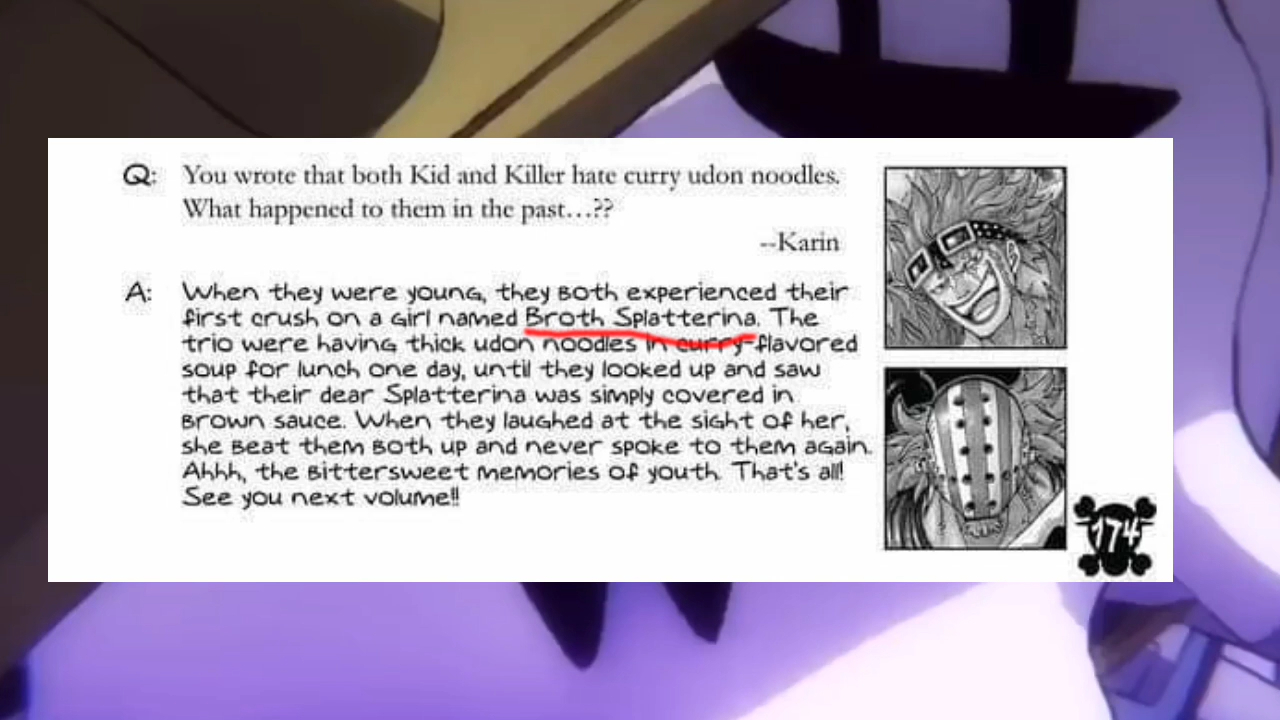 Q: You wrote that both Kid and Killer hate curry udon noodles.
What happened to them in the past...??
--Karin
A: When they were young, they both experienced their
first crush on a girl named Broth Splatterina. The
trio were having thick udon noodles in curry-flavored
soup for lunch one day, until they looked up and saw
that their dear Splatterina was simply covered in
brown sauce. When they laughed at the sight of her,
she beat them both up and never spoke to them again.
Ahhh, the bittersweet memories of youth. That's all!
See you next volume!!
174